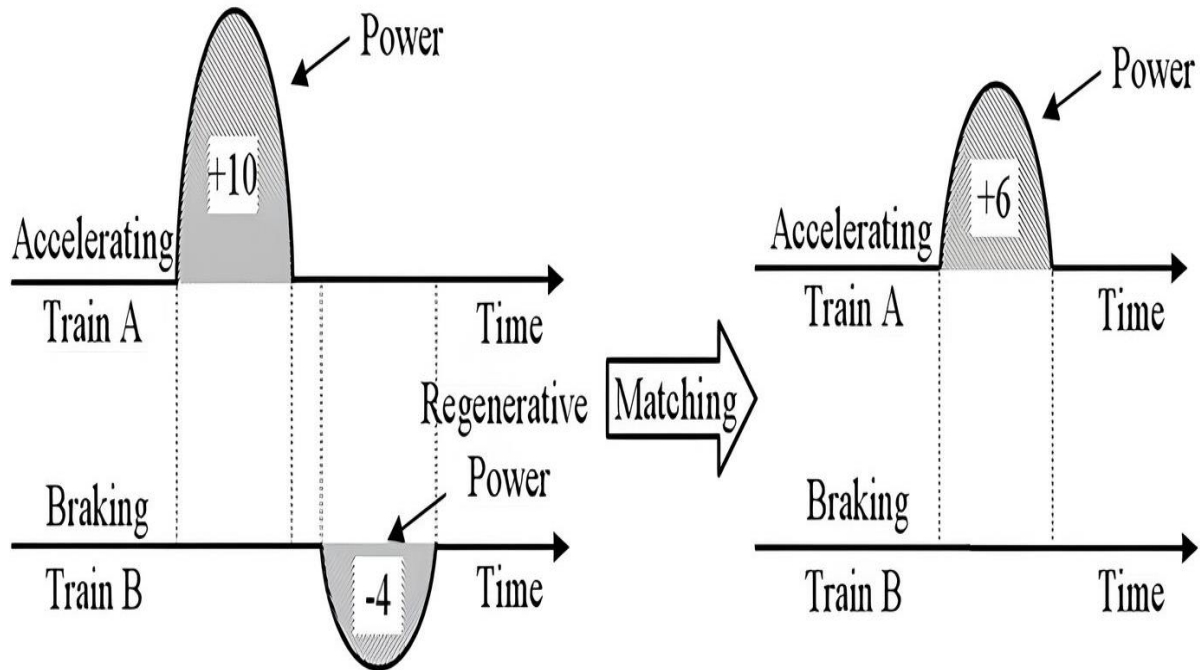 Power
+10
Accelerating
Train A
Time
Regenerative
Power
Braking
Train B
-4
Time
Matching
Power
+6
Accelerating
Train A
Time
Braking
Train B
Time